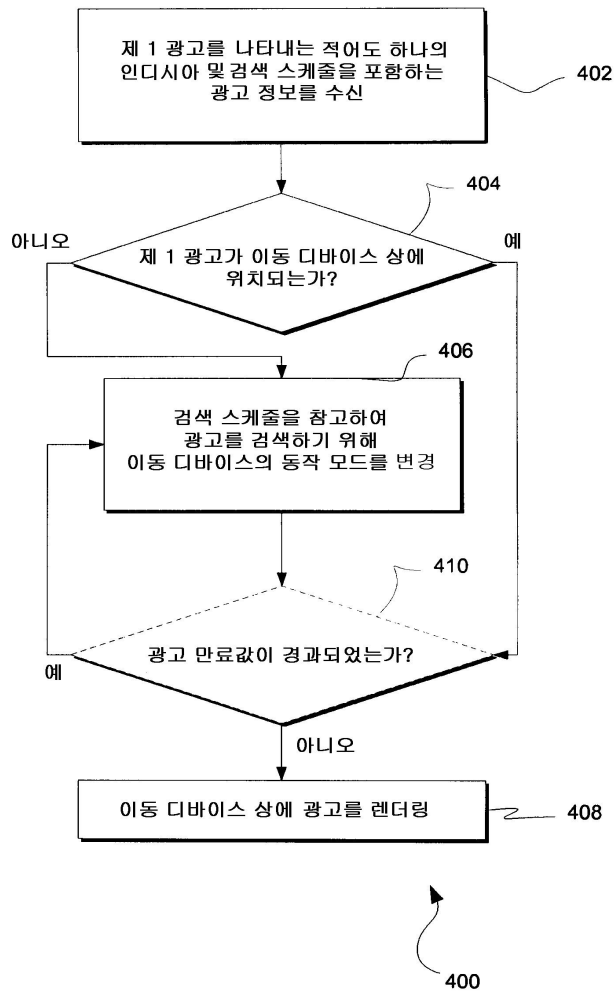 제 1 광고를 나타내는 적어도 하나의
인디시아 및 검색 스케줄을 포함하는
광고 정보를 수신
402
404
아니오
예
제 1 광고가 이동 디바이스 상에
위치되는가?
406
검색 스케줄을 참고하여
광고를 검색하기 위해
이동 디바이스의 동작 모드를 변경
410
광고 만료값이 경과되었는가?
예
아니오
이동 디바이스 상에 광고를 렌더링
408
400